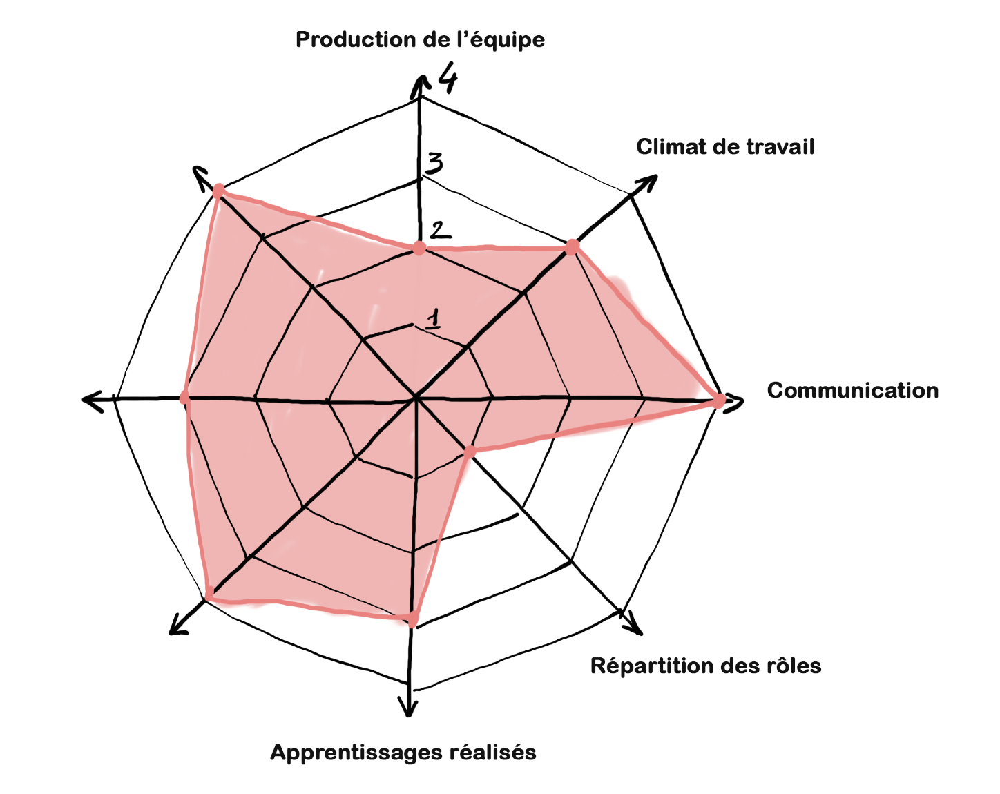 Production de l’équipe
4
Climat de travail
3
2
1
Communication
Répartition des rôles
Apprentissages réalisés